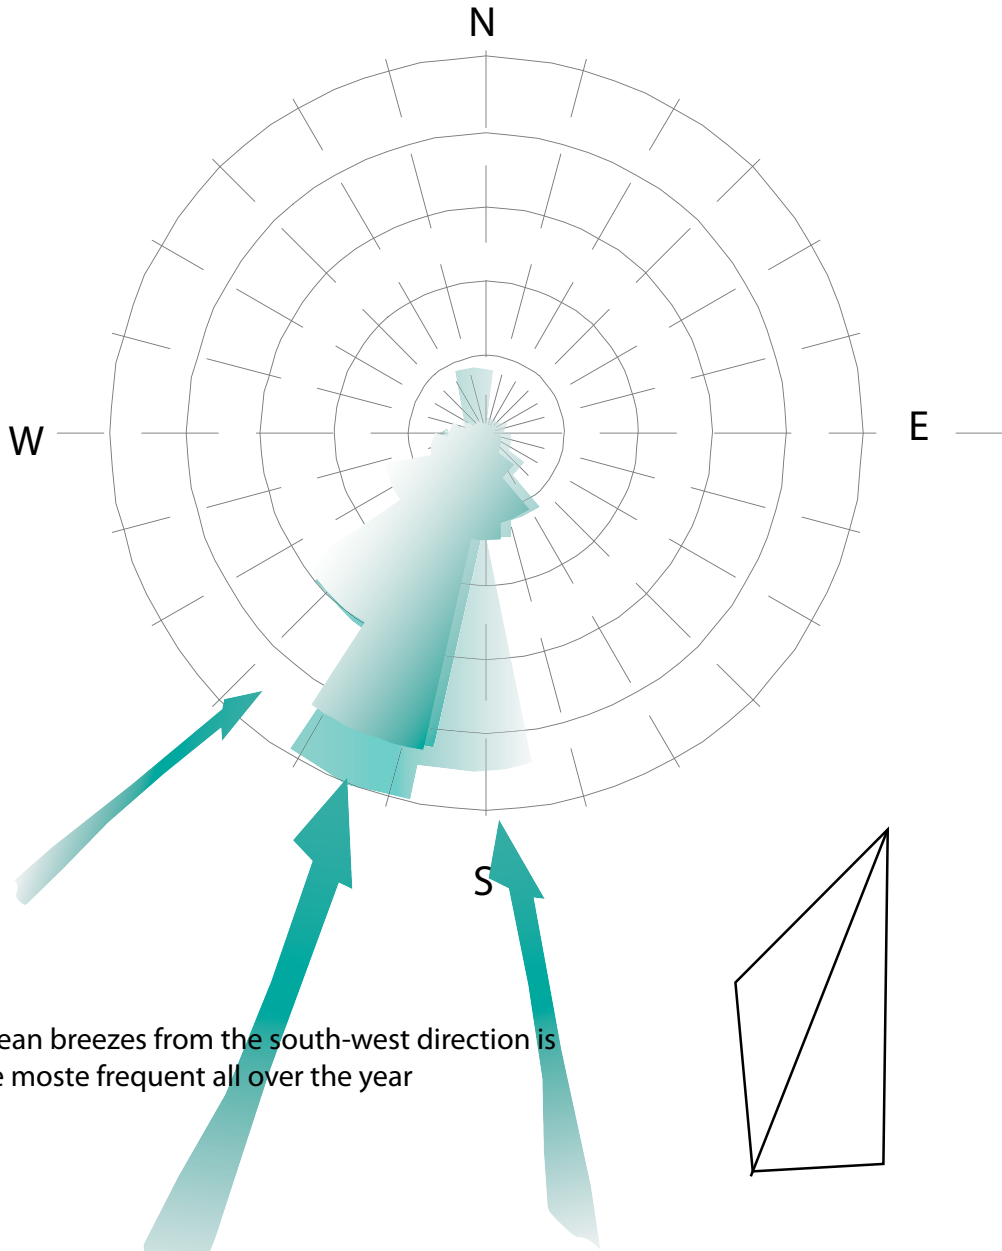 N
W
E
S
ean breezes from the south-west direction is
e moste frequent all over the year